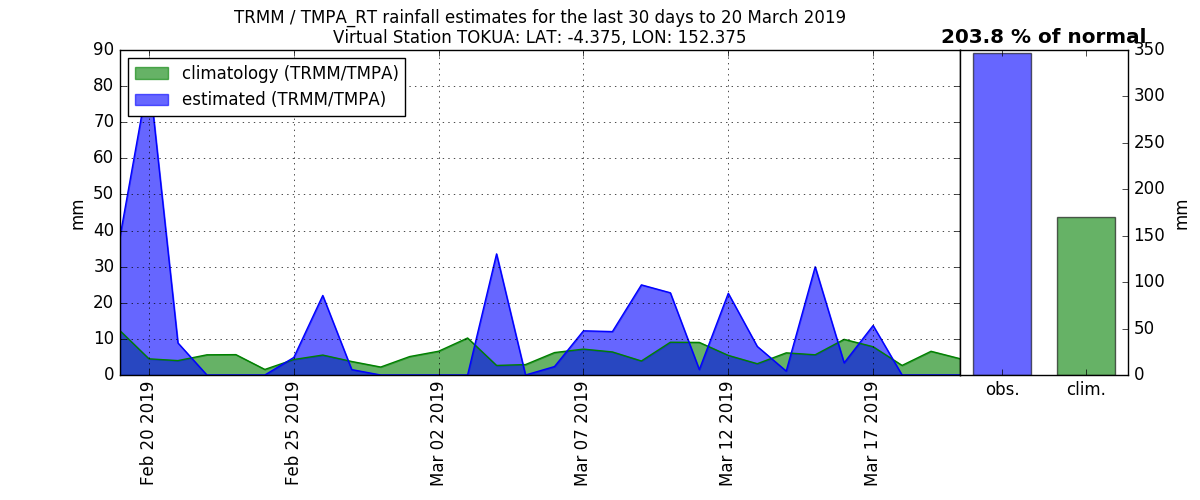 TRMM / TMPA_RT rainfall estimates for the last 30 days to 20 March 2019
Virtual Station TOKUA: LAT: -4.375, LON: 152.375
203.8 % of normal
climatology (TRMM/TMPA)
estimated (TRMM/TMPA)
mm
90
80
70
60
50
40
30
20
10
0
Feb 20 2019
Feb 25 2019
Mar 02 2019
Mar 07 2019
Mar 12 2019
Mar 17 2019
obs.
clim.
350
300
250
200
150
100
50
0
mm